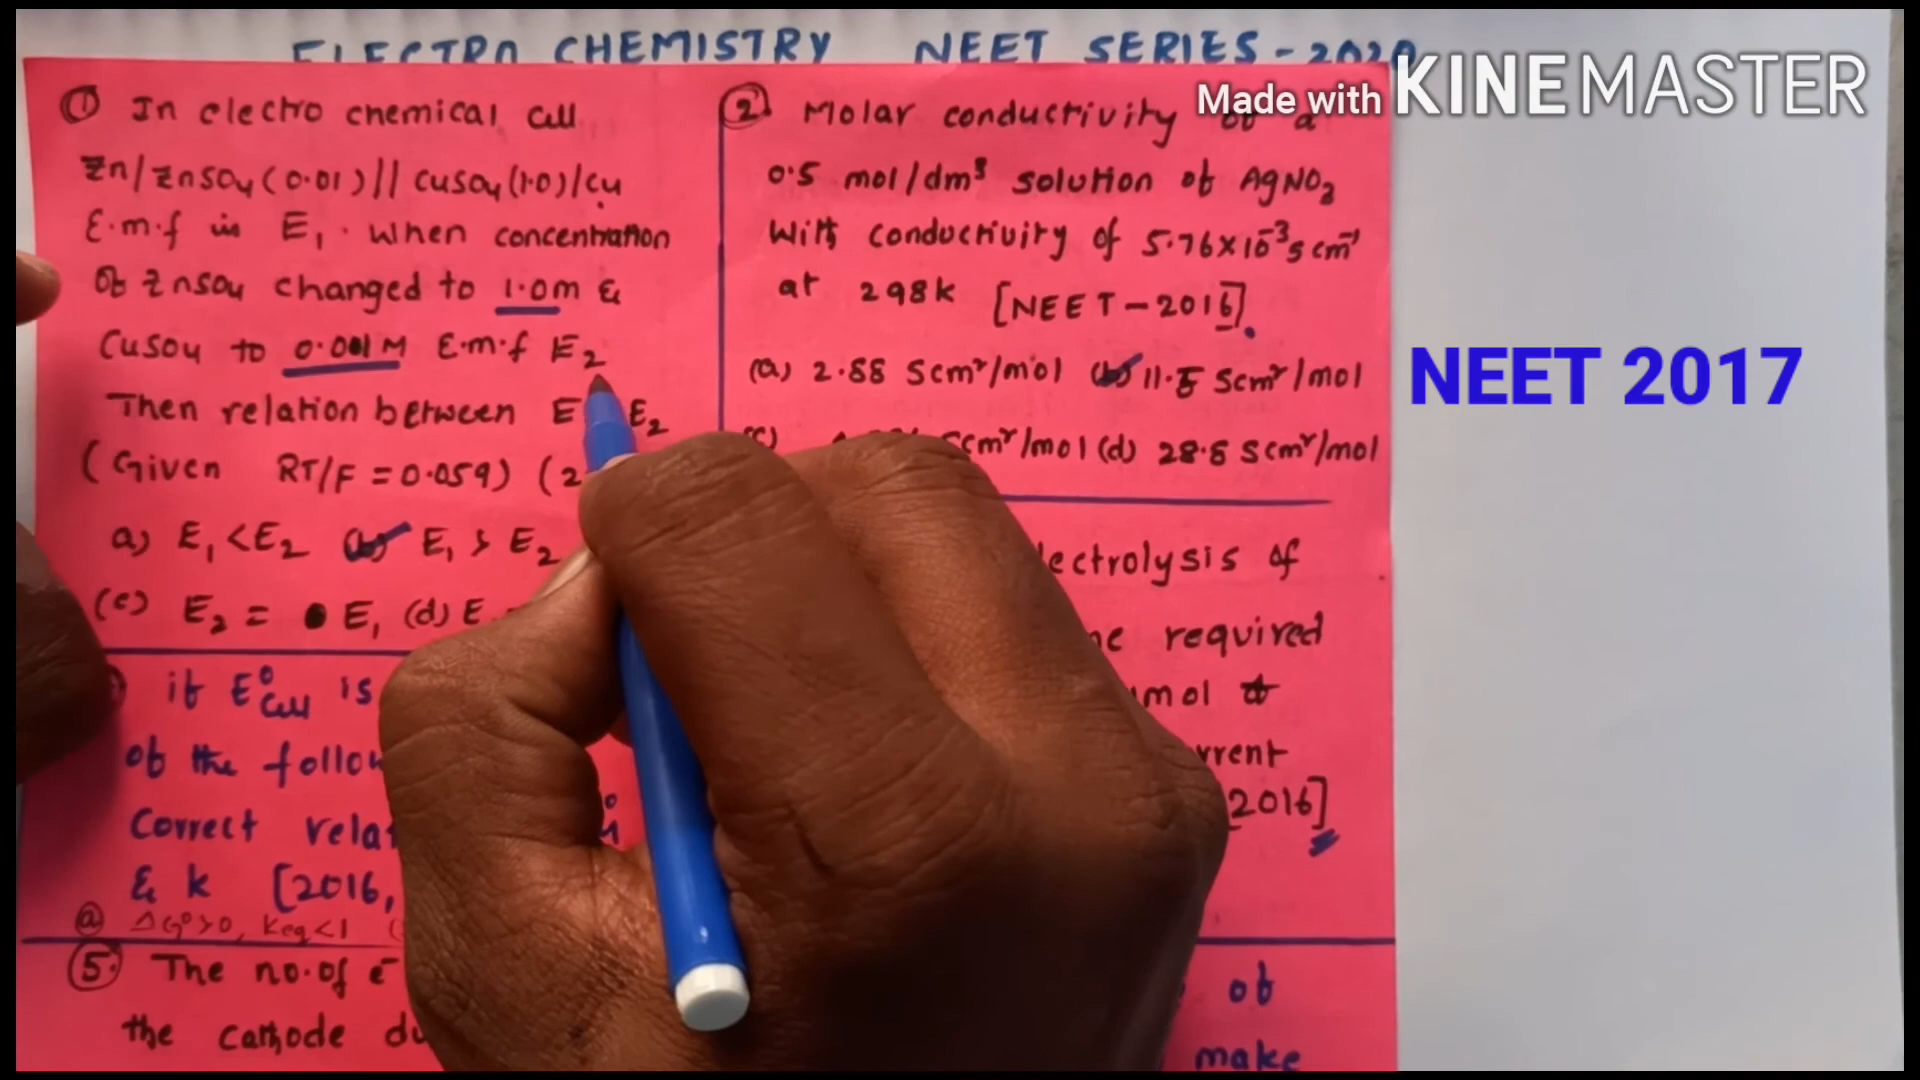 ELECTRO CHEMISTRY NEET SERIES-2020
Made with KINEMASTER
① In electro chemical cell
Zn/ZnSO4(0.01)//CuSO4(1.0)/Cu
E.m.f is E1. When concentration
Of ZnSO4 changed to 1.0m &
CuSO4 to 0.001M E.m.f E2
Then relation between E E2
(Given RT/F = 0.059) (2
a) E1 <E2 (b) E1 > E2
(c) E2 = E1 (d) E
if E°cell is
of the follow
Correct rela
& k [2016,
ⓐ ΔG°>0, Keq<1
⑤ The no.of e-
the cathode du
② Molar conductivity of a
0.5 mol/dm3 solution of AgNO3
With conductivity of 5.76×10-3 S cm-1
at 298k [NEET-2016].
(a) 2.88 Scm2/mol (b) 11.5 Scm2/mol
Scm2/mol (d) 28.8 Scm2/mol
lectrolysis of
required
mol
rrent
2016]
of
make
NEET 2017